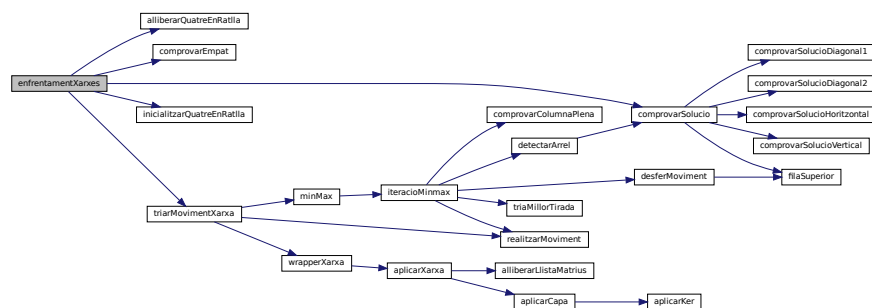 alliberarQuatreEnRatlla
comprovarEmpat
enfrentamentXarxes
inicialitzarQuatreEnRatlla
triarMovimentXarxa
minMax
wrapperXarxa
iteracioMinmax
aplicarXarxa
comprovarColumnaPlena
detectarArrel
triaMillorTirada
realitzarMoviment
alliberarLlistaMatrius
aplicarCapa
comprovarSolucio
desferMoviment
aplicarKer
comprovarSolucioDiagonal1
comprovarSolucioDiagonal2
comprovarSolucioHoritzontal
comprovarSolucioVertical
filaSuperior